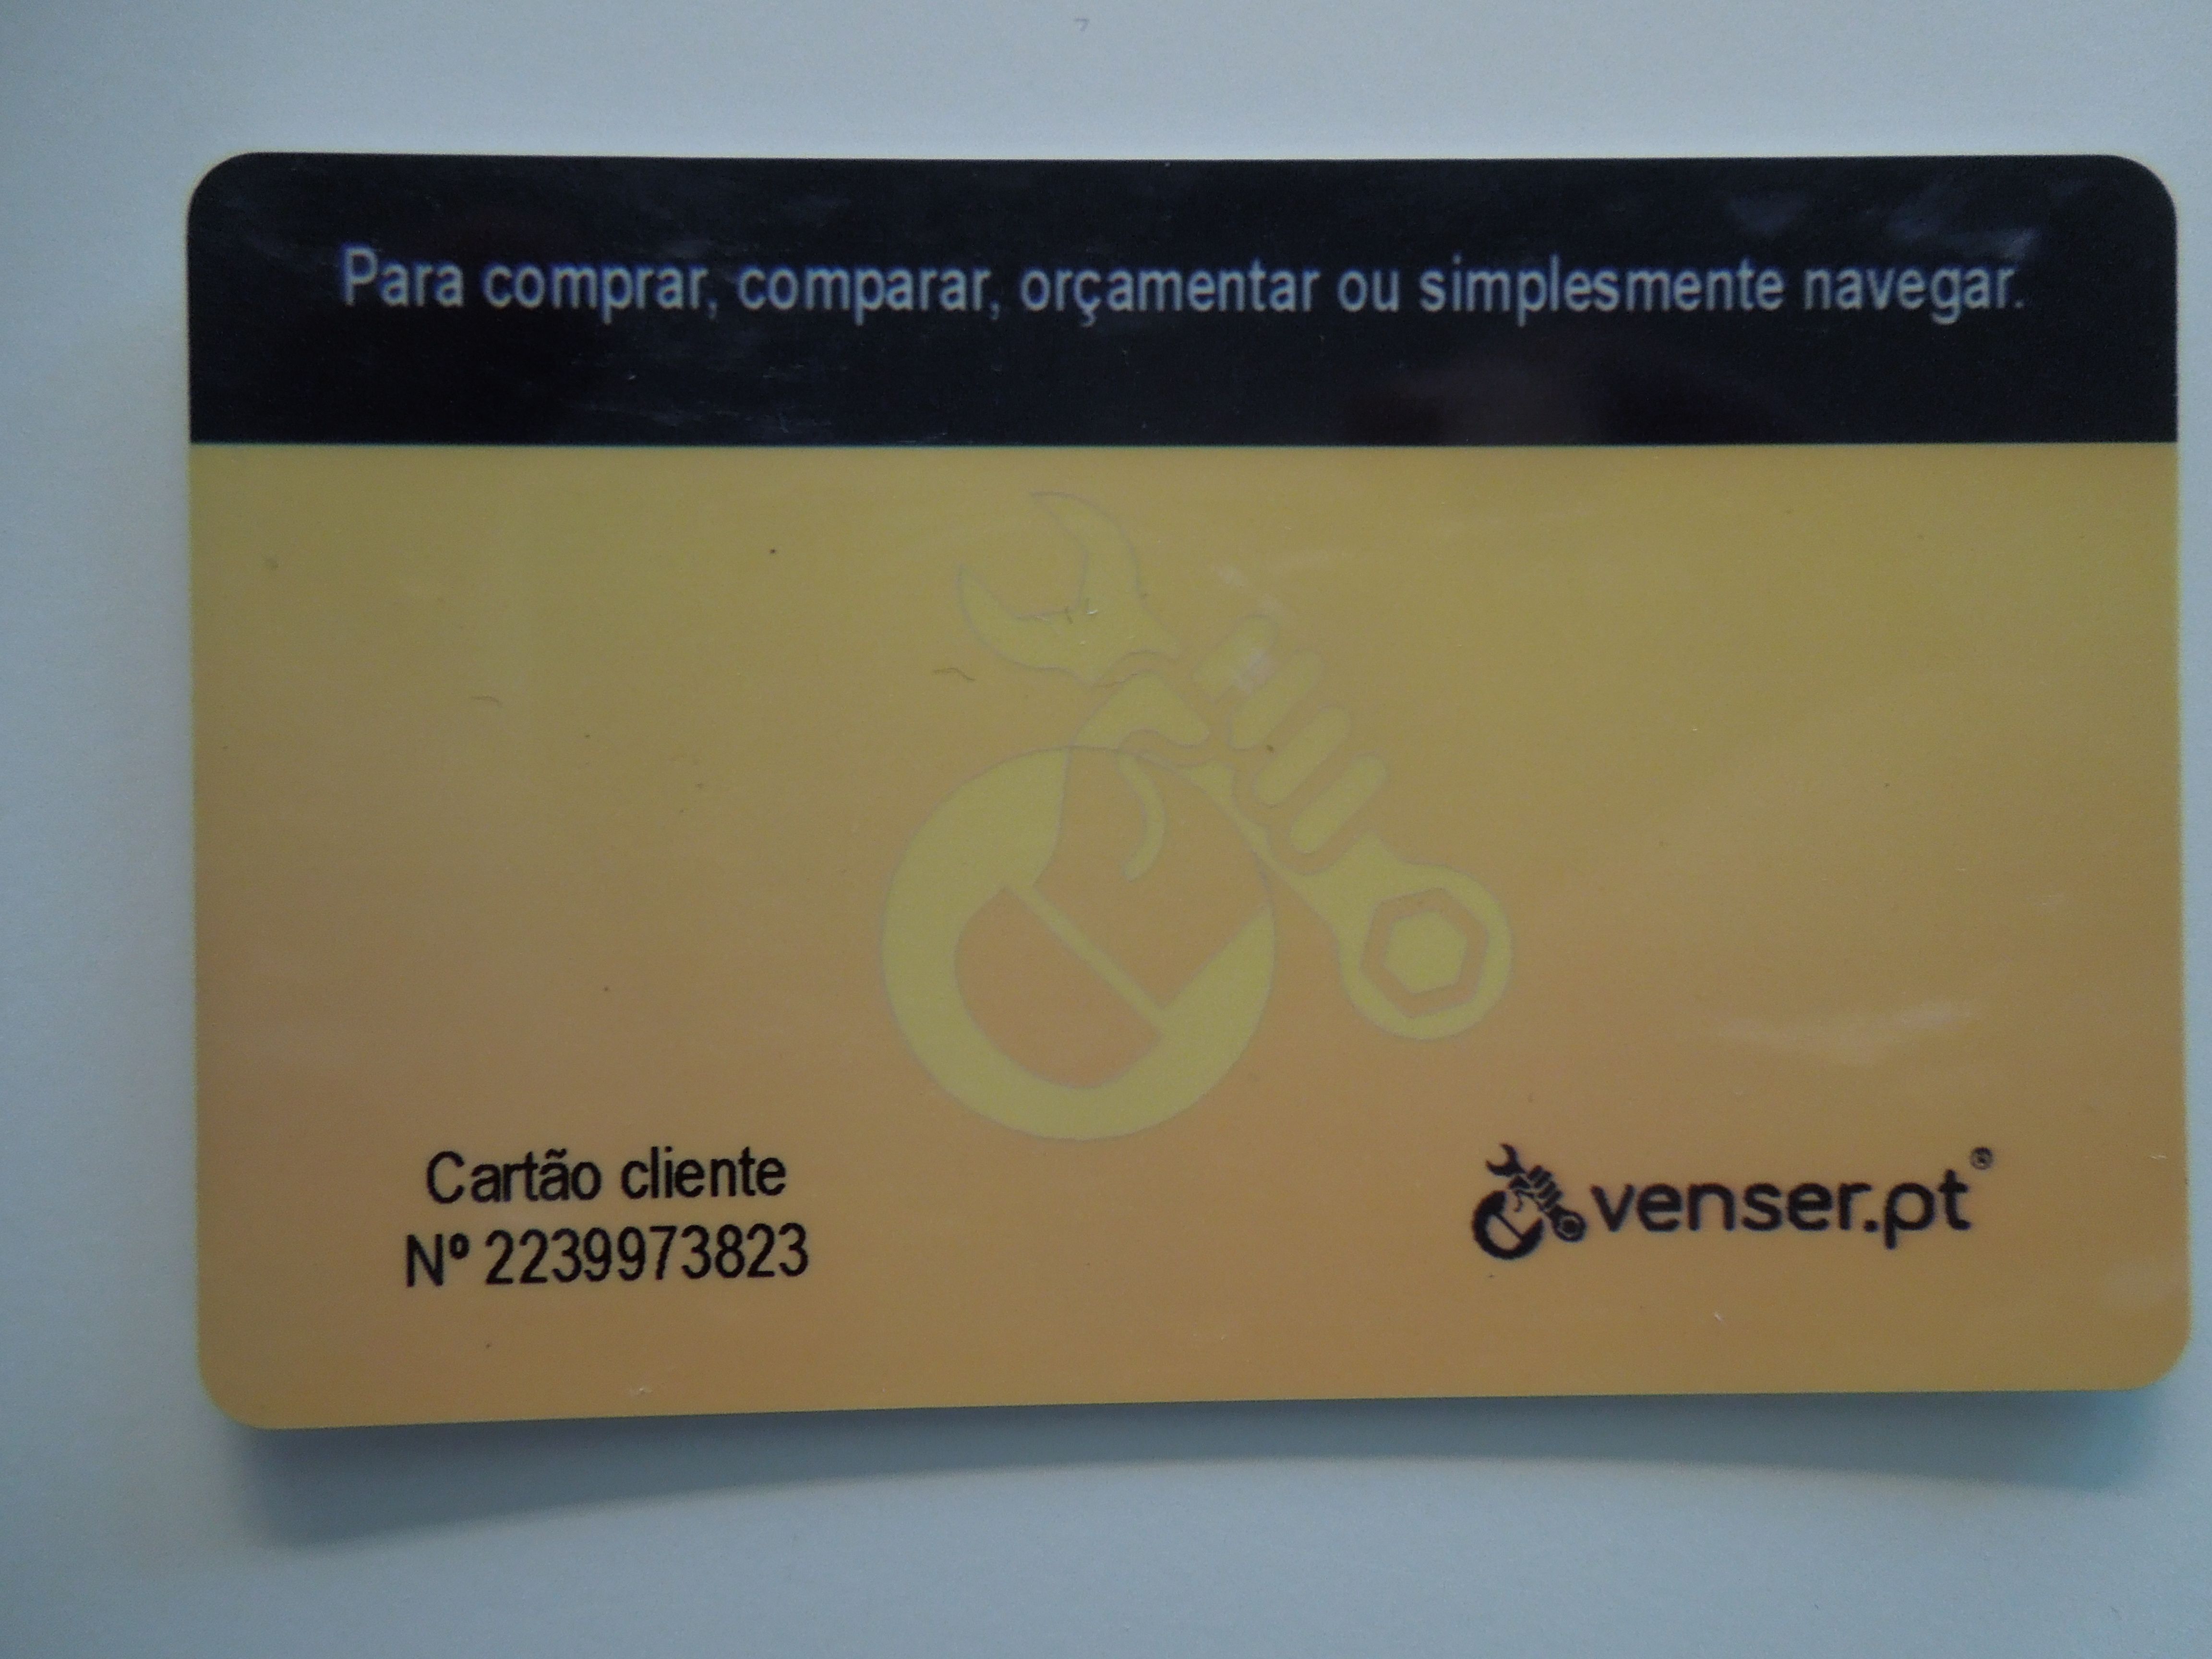 Para comprar, comparar, orçamentar ou simplesmente navegar.
Cartão cliente
Nº 2239973823
venser.pt®